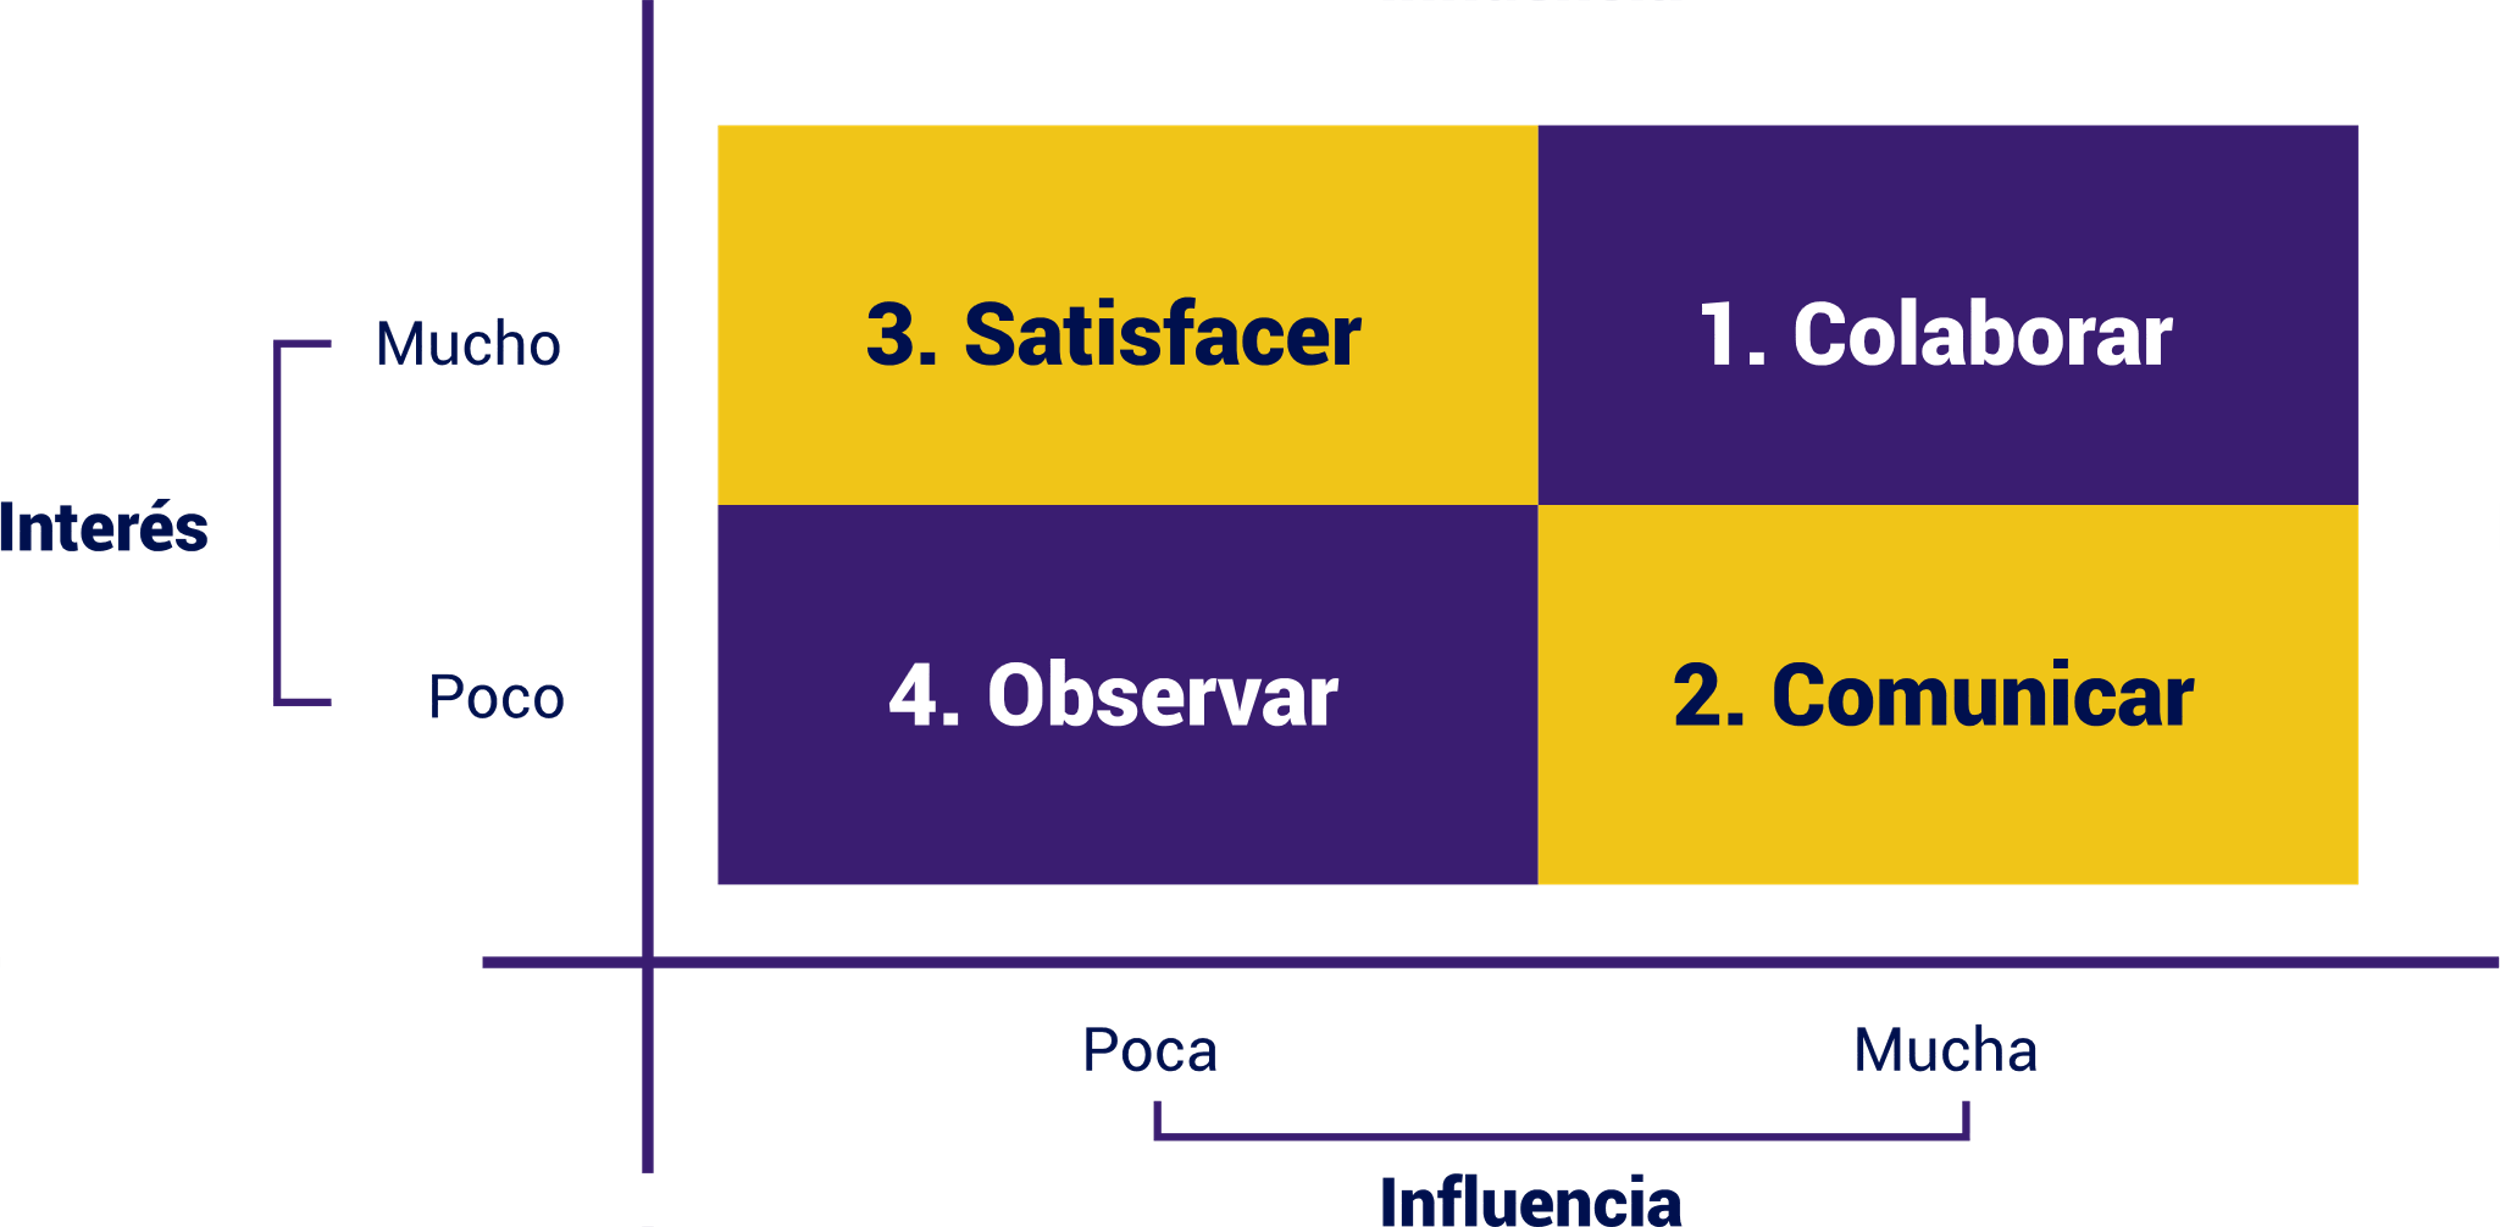 3. Satisfacer
1. Colaborar
Mucho
Interés
Poco
4. Observar
2. Comunicar
Poca
Mucha
Influencia